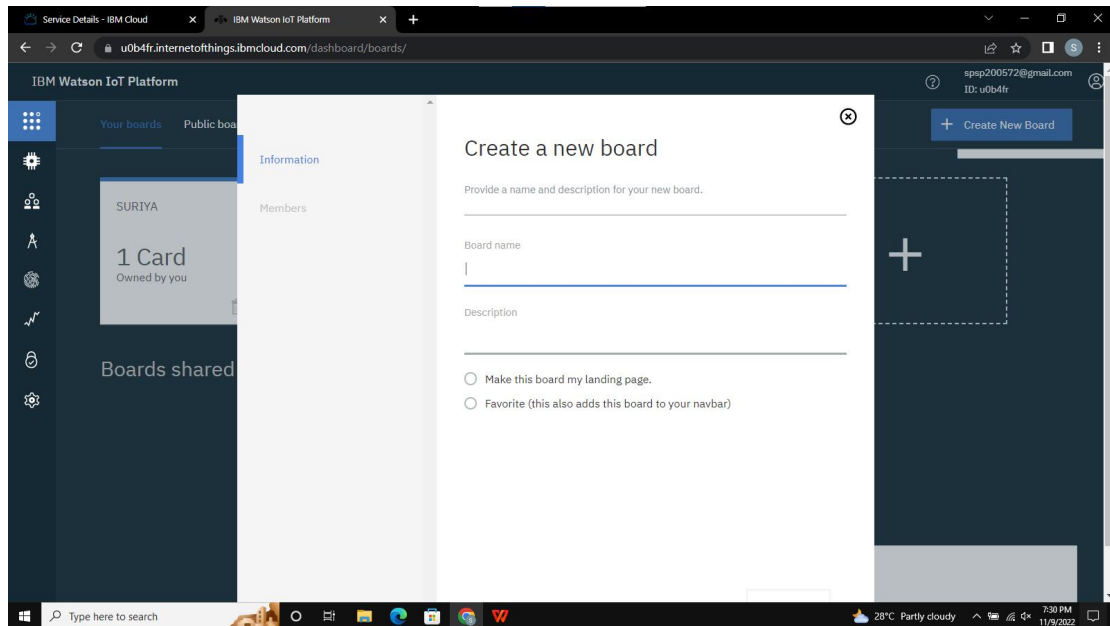 Service Details - IBM Cloud
IBM Watson IoT Platform
u0b4fr.internetofthings.ibmcloud.com/dashboard/boards/
S
IBM Watson IoT Platform
spsp200572@gmail.com
ID: u0b4fr
Your boards
Public boa
Create New Board
Create a new board
Information
Provide a name and description for your new board.
Members
SURIYA
1 Card
Owned by you
Board name
Description
Boards shared
Make this board my landing page.
Favorite (this also adds this board to your navbar)
Type here to search
28°C Partly cloudy
7:30 PM
11/9/2022